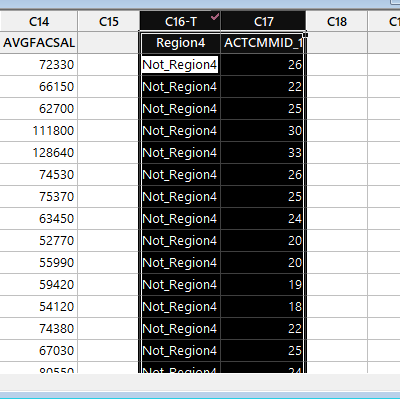 C14 C15 C16-T C17 C18
AVGFACSAL Region4 ACTCMMID_1
72330 Not_Region4 26
66150 Not_Region4 22
62700 Not_Region4 25
111800 Not_Region4 30
128640 Not_Region4 33
74530 Not_Region4 26
75370 Not_Region4 25
63450 Not_Region4 24
52770 Not_Region4 20
55990 Not_Region4 20
59420 Not_Region4 19
54120 Not_Region4 18
74380 Not_Region4 22
67030 Not_Region4 25
80550 Not_Region4 24